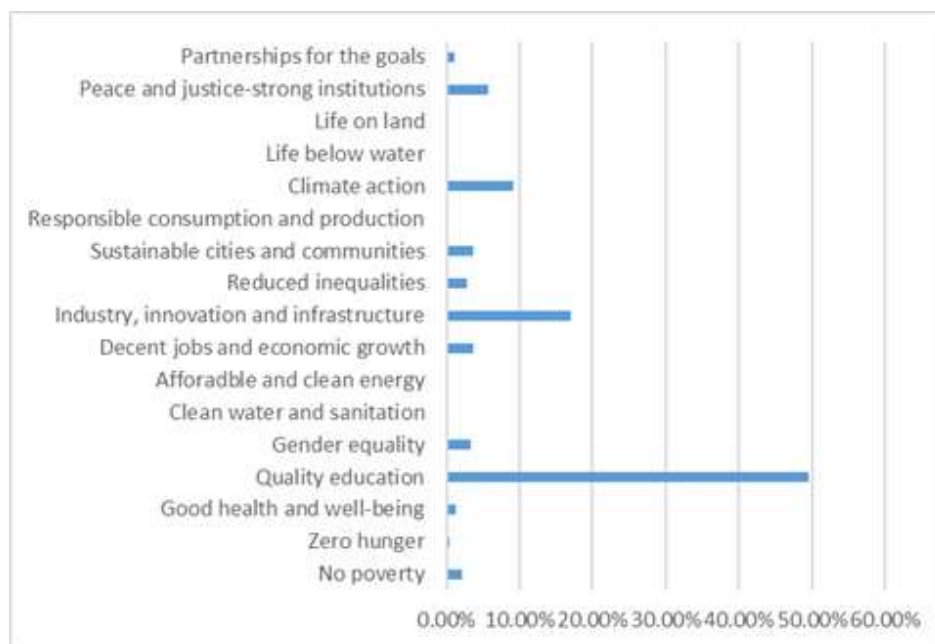 Partnerships for the goals
Peace and justice-strong institutions
Life on land
Life below water
Climate action
Responsible consumption and production
Sustainable cities and communities
Reduced inequalities
Industry, innovation and infrastructure
Decent jobs and economic growth
Afforadble and clean energy
Clean water and sanitation
Gender equality
Quality education
Good health and well-being
Zero hunger
No poverty
0.00% 10.00% 20.00% 30.00% 40.00% 50.00% 60.00%